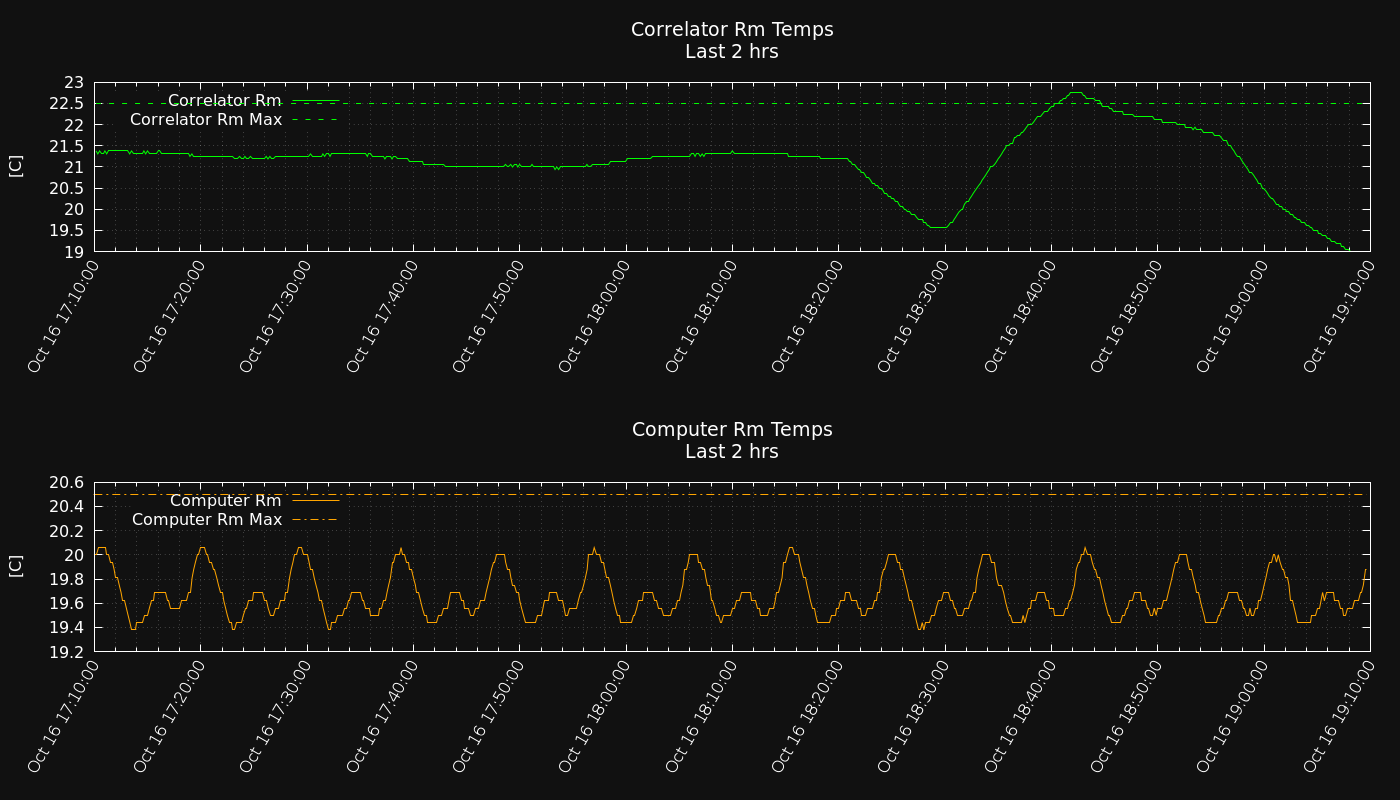 Correlator Rm Temps
Last 2 hrs
Correlator Rm
Correlator Rm Max
[C]
23
22.5
22
21.5
21
20.5
20
19.5
19
Oct 16 17:10:00
Oct 16 17:20:00
Oct 16 17:30:00
Oct 16 17:40:00
Oct 16 17:50:00
Oct 16 18:00:00
Oct 16 18:10:00
Oct 16 18:20:00
Oct 16 18:30:00
Oct 16 18:40:00
Oct 16 18:50:00
Oct 16 19:00:00
Oct 16 19:10:00
Computer Rm Temps
Last 2 hrs
Computer Rm
Computer Rm Max
[C]
20.6
20.4
20.2
20
19.8
19.6
19.4
19.2
Oct 16 17:10:00
Oct 16 17:20:00
Oct 16 17:30:00
Oct 16 17:40:00
Oct 16 17:50:00
Oct 16 18:00:00
Oct 16 18:10:00
Oct 16 18:20:00
Oct 16 18:30:00
Oct 16 18:40:00
Oct 16 18:50:00
Oct 16 19:00:00
Oct 16 19:10:00